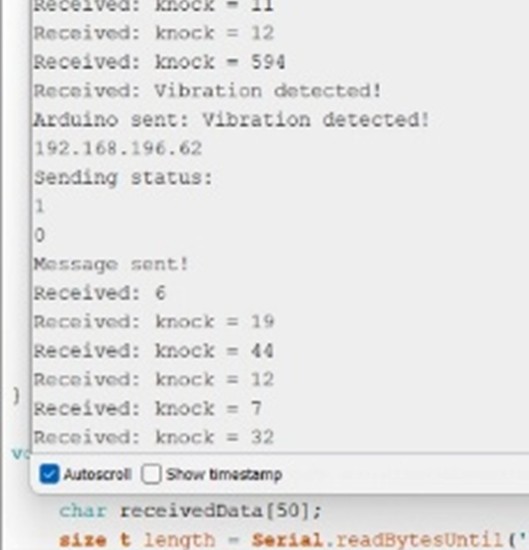 Received: knock = 11
Received: knock = 12
Received: knock = 594
Received: Vibration detected!
Arduino sent: Vibration detected!
192.168.196.62
Sending status:
1
0
Message sent!
Received: 6
Received: knock = 19
Received: knock = 44
Received: knock = 12
Received: knock = 7
}
Received: knock = 32
vo
Autoscroll Show timestamp
char receivedData[50];
size_t length = Serial.readBytesUntil('